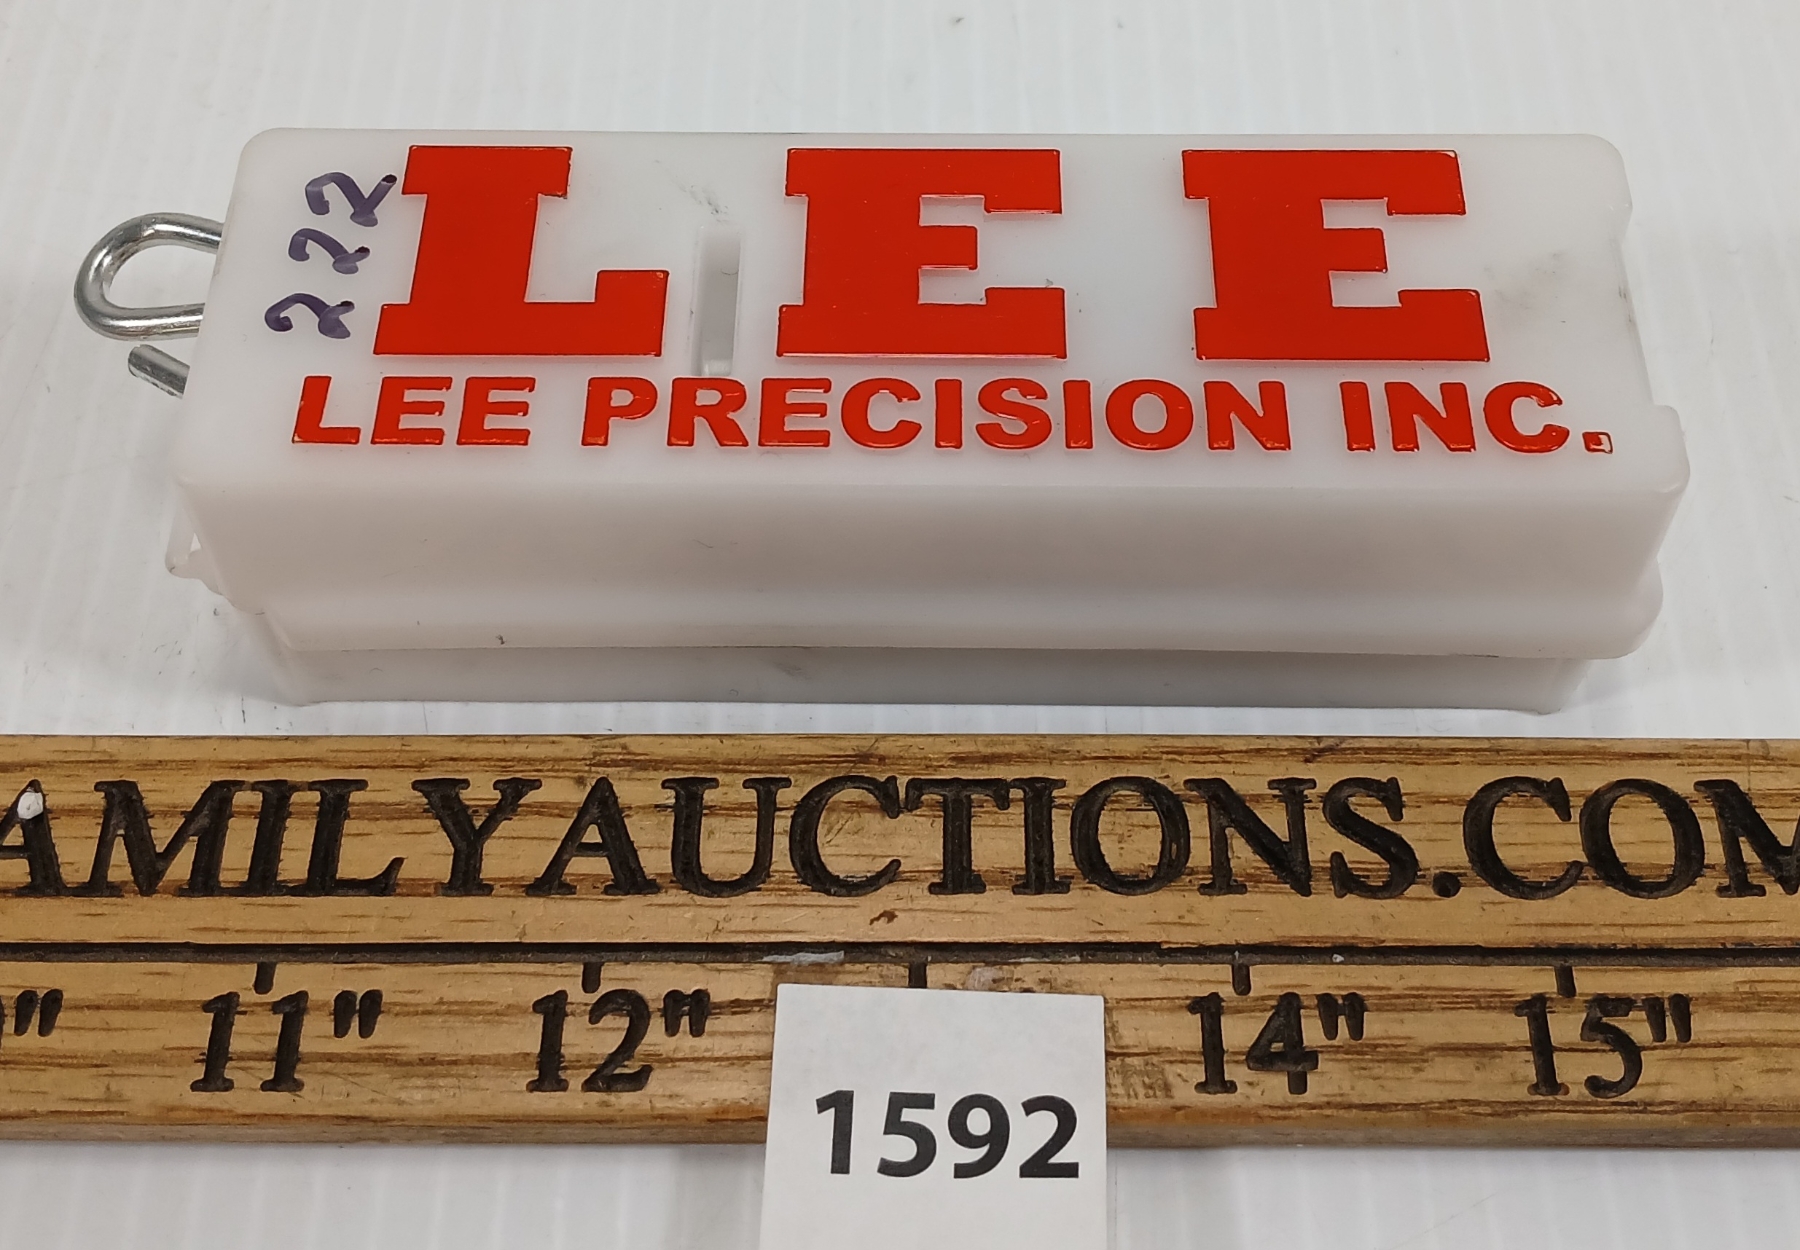 222
LEE
LEE PRECISION INC.
AMILYAUCTIONS.COM
11" 12" 14" 15"
1592